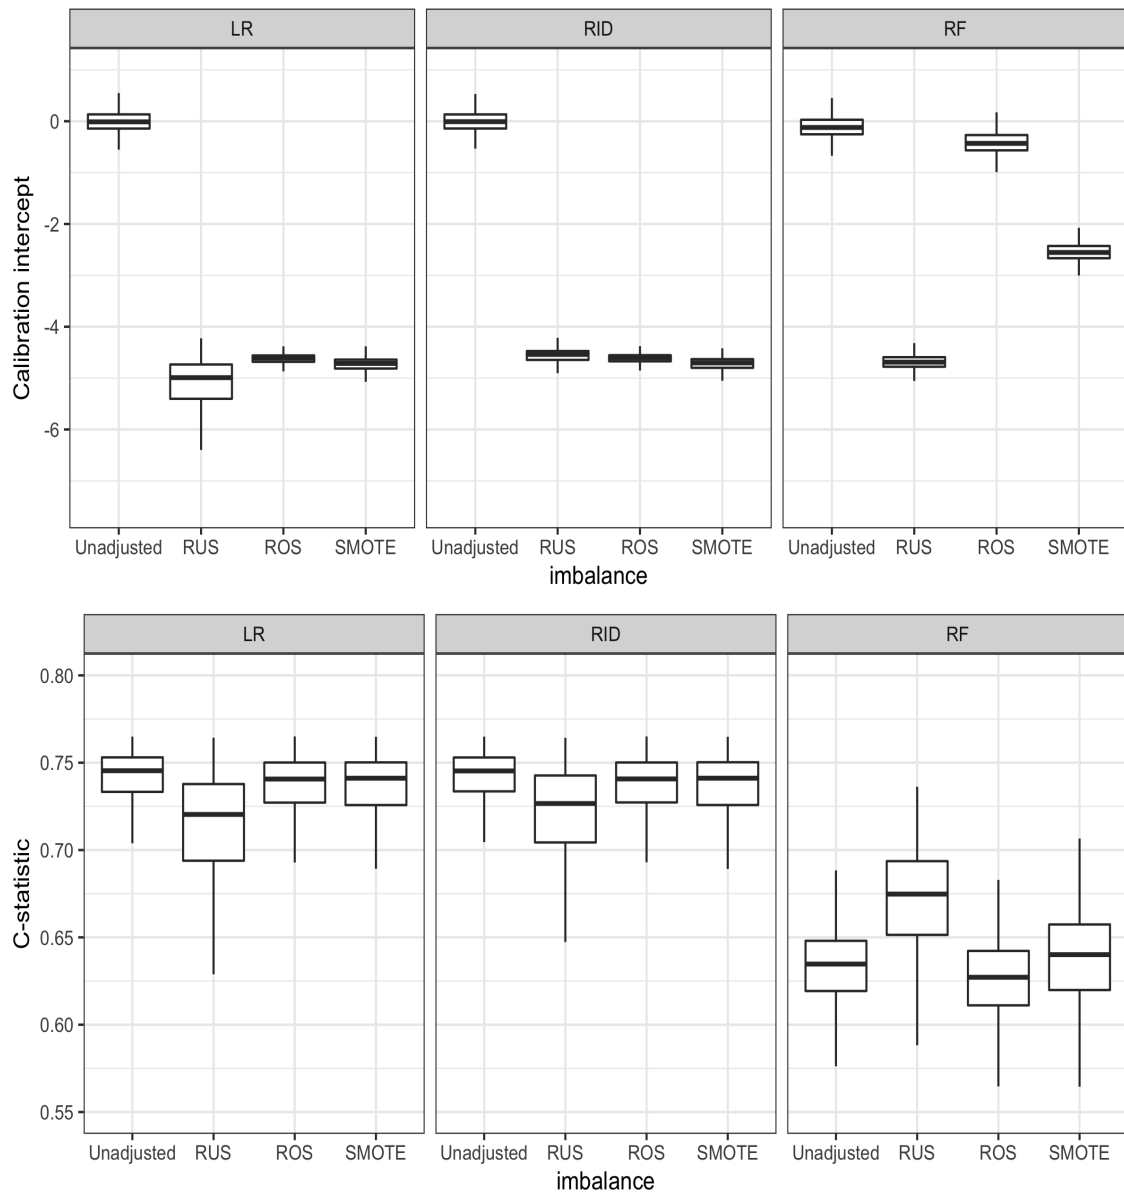 LR RID RF
Calibration intercept
0
-2
-4
-6
Unadjusted RUS ROS SMOTE Unadjusted RUS ROS SMOTE Unadjusted RUS ROS SMOTE
imbalance
LR RID RF
C-statistic
0.80
0.75
0.70
0.65
0.60
0.55
Unadjusted RUS ROS SMOTE Unadjusted RUS ROS SMOTE Unadjusted RUS ROS SMOTE
imbalance